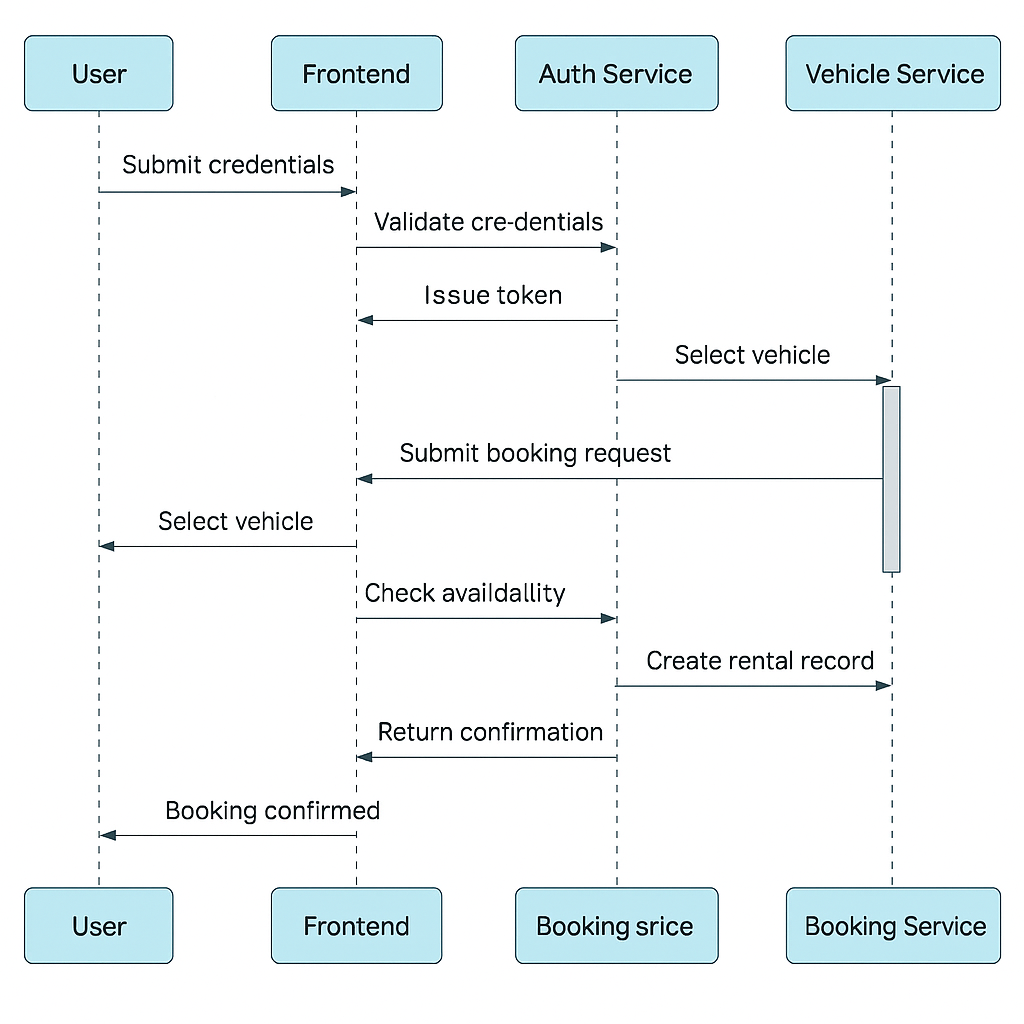 User
Frontend
Auth Service
Vehicle Service
Submit credentials
Validate cre-dentials
Issue token
Select vehicle
Submit booking request
Select vehicle
Check availdallity
Create rental record
Return confirmation
Booking confirmed
User
Frontend
Booking srice
Booking Service